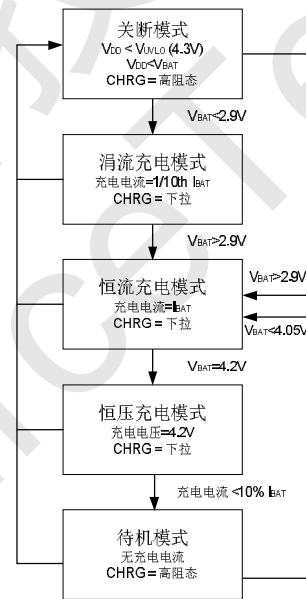 关断模式
VDD < VUVLO (4.3V)
VDD<VBAT
CHRG = 高阻态
VBAT<2.9V
涓流充电模式
充电电流=1/10th IBAT
CHRG = 下拉
VBAT>2.9V
恒流充电模式
充电电流=IBAT
CHRG = 下拉
VBAT>2.9V
VBAT<4.05V
VBAT=4.2V
恒压充电模式
充电电压=4.2V
CHRG = 下拉
充电电流 <10% IBAT
待机模式
无充电电流
CHRG = 高阻态